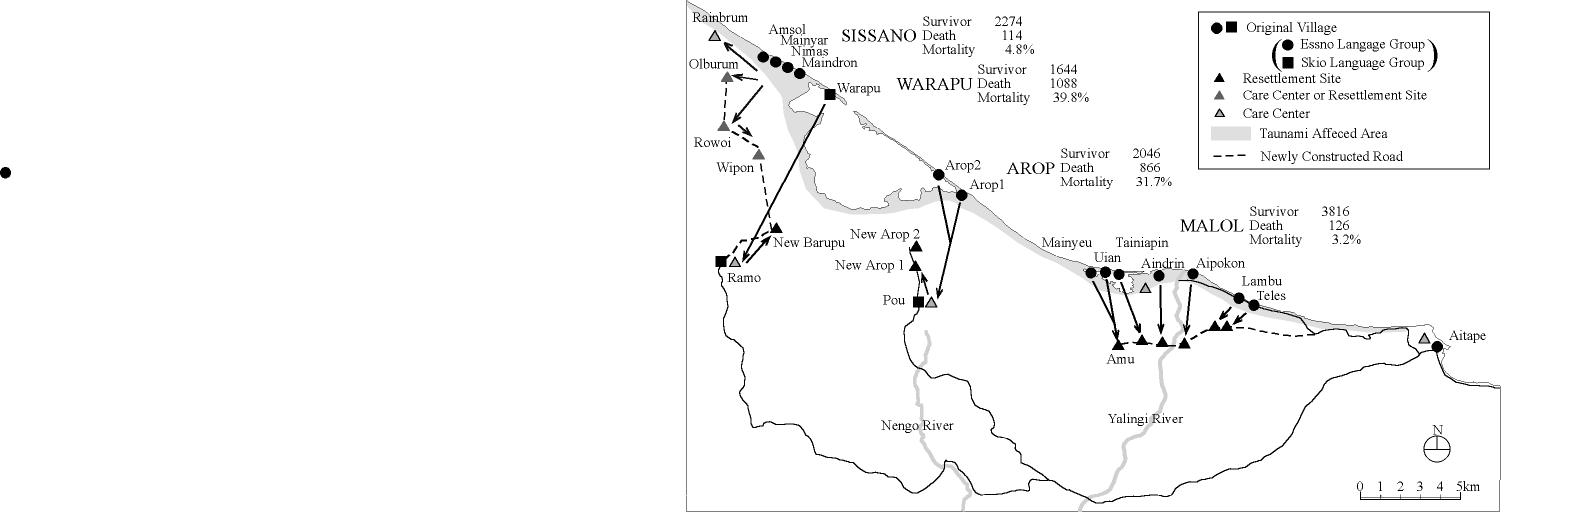 Rainbrum
Amsol
Mainyar
Nimas
Maindron
Olburum
Warapu
Rowoi
Wipon
SISSANO
Survivor 2274
Death 114
Mortality 4.8%
WARAPU
Survivor 1644
Death 1088
Mortality 39.8%
Arop2
Arop1
AROP
Survivor 2046
Death 866
Mortality 31.7%
MALOL
Survivor 3816
Death 126
Mortality 3.2%
Original Village
( Essno Langage Group )
Skio Language Group
Resettlement Site
Care Center or Resettlement Site
Care Center
Taunami Affeced Area
Newly Constructed Road
New Barupu
Ramo
New Arop 2
New Arop 1
Pou
Mainyeu
Uian
Tainiapin
Aindrin
Aipokon
Lambu
Teles
Amu
Aitape
Nengo River
Yalingi River
N
0 1 2 3 4 5km